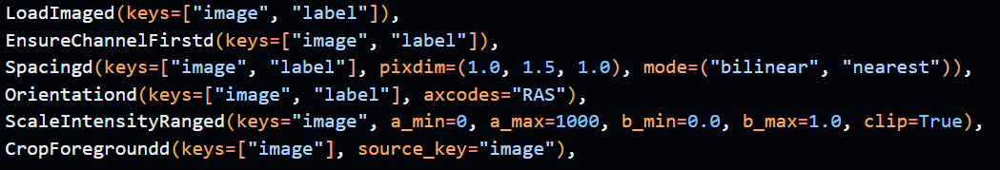 LoadImaged(keys=["image", "label"]),
EnsureChannelFirstd(keys=["image", "label"]),
Spacingd(keys=["image", "label"], pixdim=(1.0, 1.5, 1.0), mode=("bilinear", "nearest")),
Orientationd(keys=["image", "label"], axcodes="RAS"),
ScaleIntensityRanged(keys="image", a_min=0, a_max=1000, b_min=0.0, b_max=1.0, clip=True),
CropForegroundd(keys=["image"], source_key="image"),